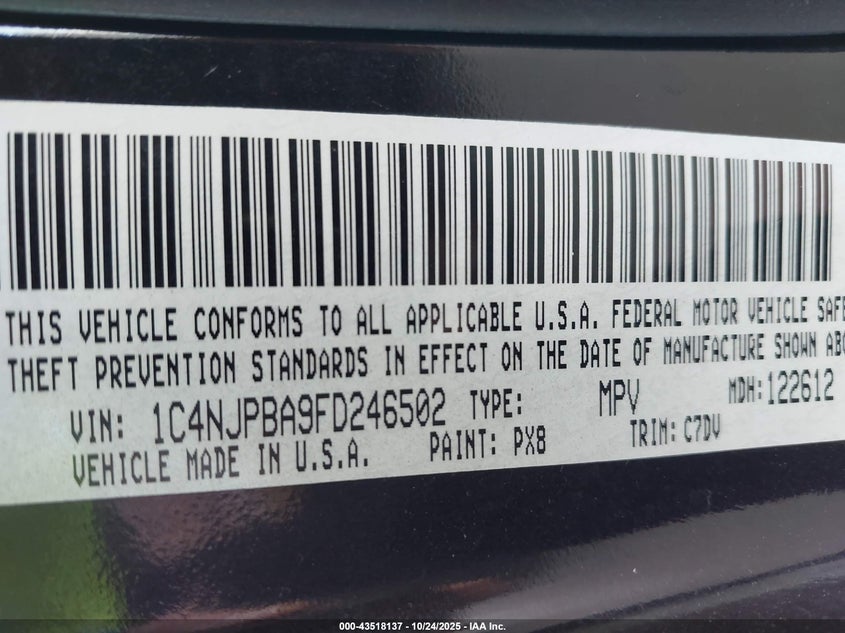 THIS VEHICLE CONFORMS TO ALL APPLICABLE U.S.A. FEDERAL MOTOR VEHICLE SAFE
THEFT PREVENTION STANDARDS IN EFFECT ON THE DATE OF MANUFACTURE SHOWN ABO
VIN: 1C4NJPBA9FD246502 TYPE: MPV MDH: 122612
VEHICLE MADE IN U.S.A. PAINT: PX8 TRIM: C7DV
000-43518137 - 10/24/2025 - IAA Inc.